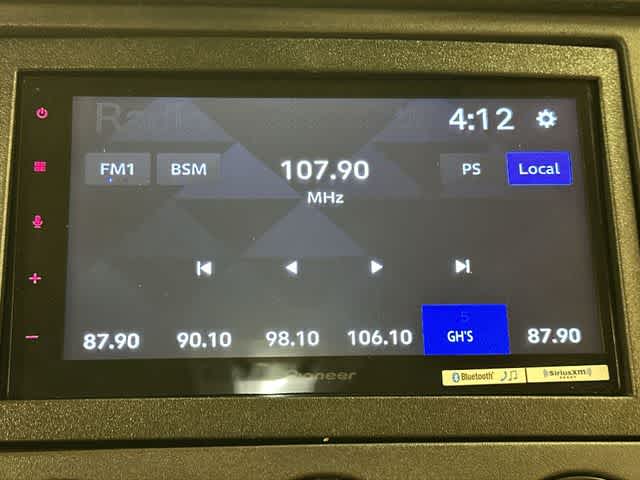 Radio
4:12
FM1 BSM 107.90 PS Local
MHz
5
87.90 90.10 98.10 106.10 GH'S 87.90
Pioneer
Bluetooth SiriusXM